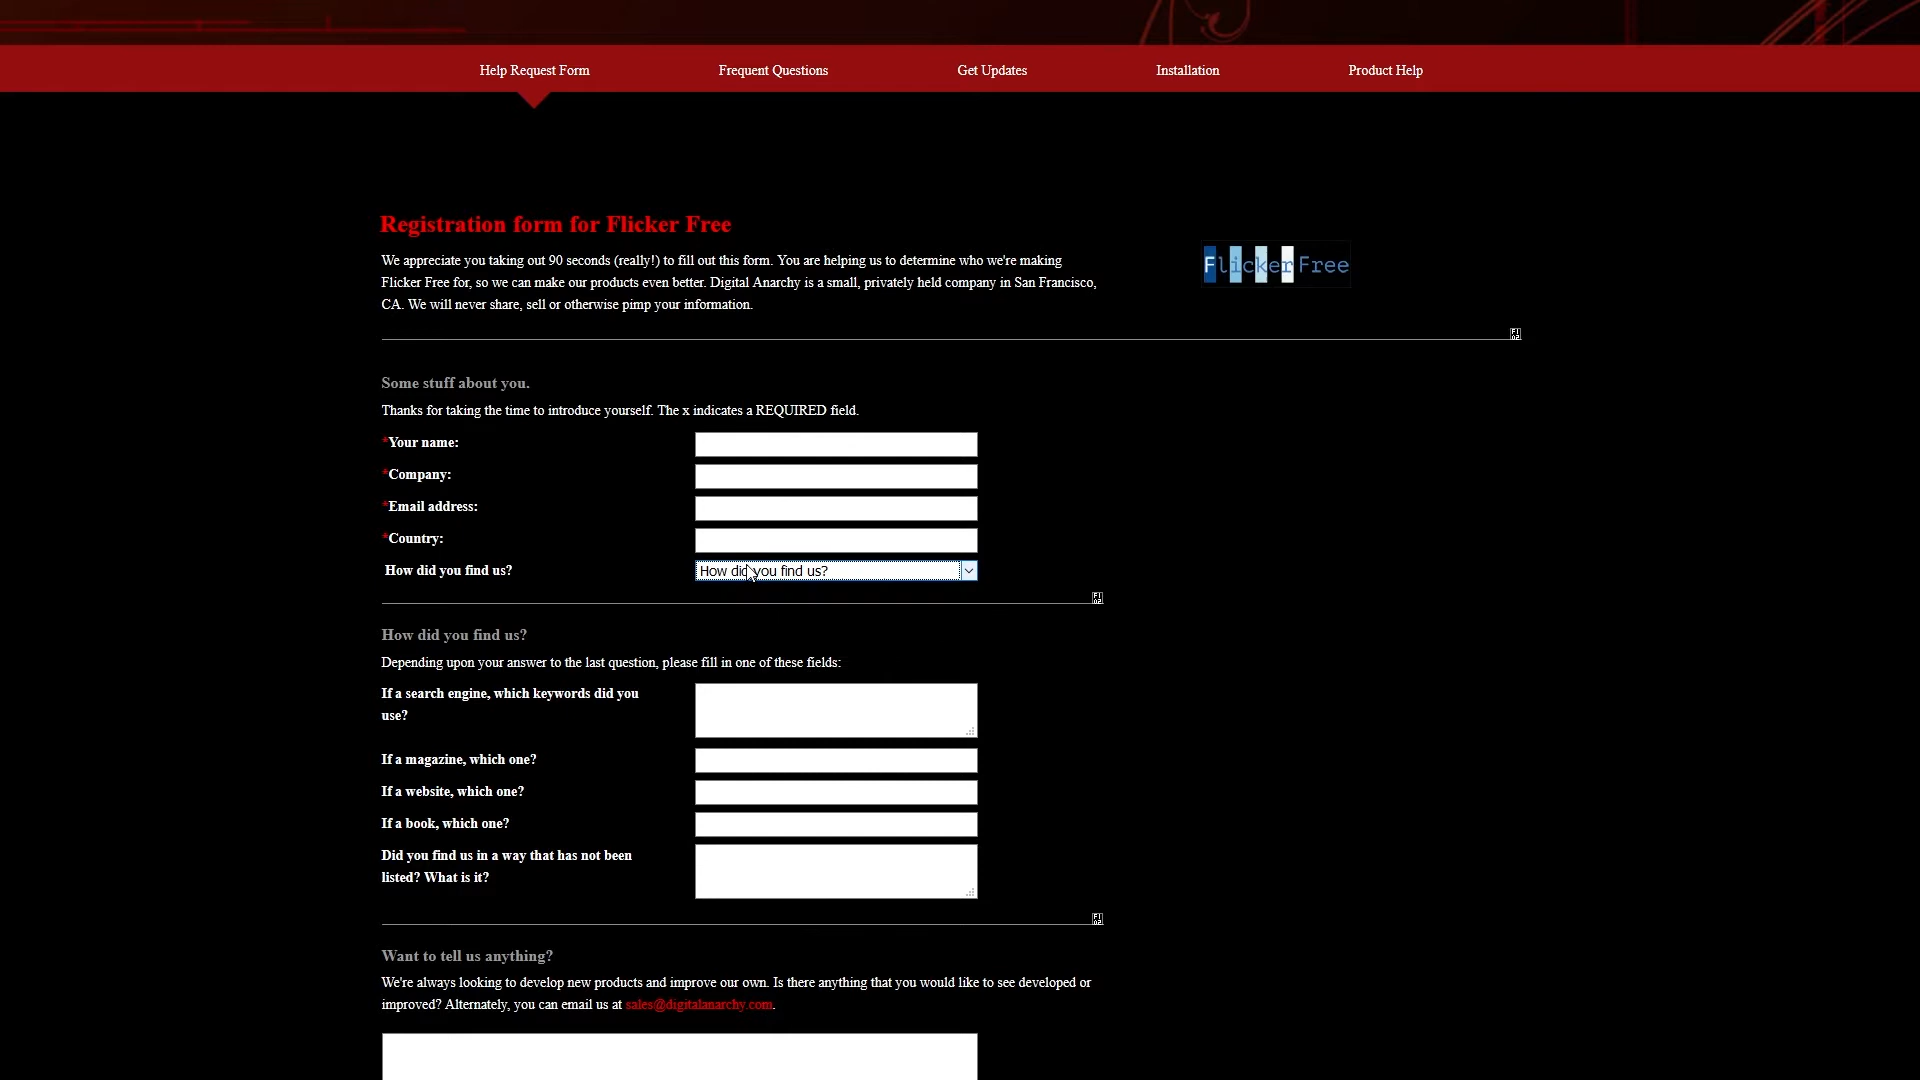 Help Request Form
Frequent Questions
Get Updates
Installation
Product Help
Registration form for Flicker Free
We appreciate you taking out 90 seconds (really!) to fill out this form. You are helping us to determine who we're making
Flicker Free for, so we can make our products even better. Digital Anarchy is a small, privately held company in San Francisco,
CA. We will never share, sell or otherwise pimp your information.
Flicker Free
Some stuff about you.
Thanks for taking the time to introduce yourself. The x indicates a REQUIRED field.
*Your name:
*Company:
*Email address:
*Country:
How did you find us?
How did you find us?
How did you find us?
Depending upon your answer to the last question, please fill in one of these fields:
If a search engine, which keywords did you
use?
If a magazine, which one?
If a website, which one?
If a book, which one?
Did you find us in a way that has not been
listed? What is it?
Want to tell us anything?
We're always looking to develop new products and improve our own. Is there anything that you would like to see developed or
improved? Alternately, you can email us at sales@digitalanarchy.com.